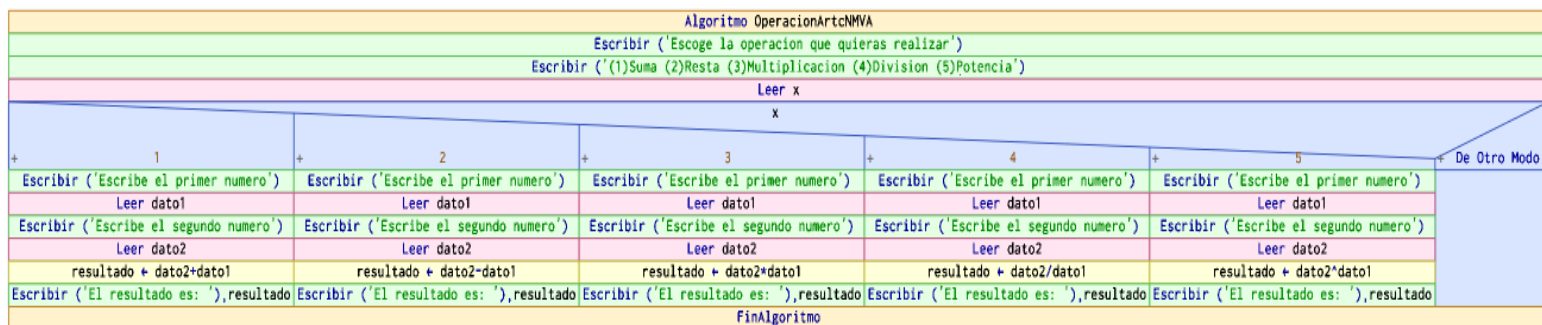 Algoritmo OperacionArtcNMVA
Escribir ('Escoge la operacion que quieras realizar')
Escribir ('(1)Suma (2)Resta (3)Multiplicacion (4)Division (5)Potencia')
Leer x
x
+ 1 + 2 + 3 + 4 + 5 + De Otro Modo
Escribir ('Escribe el primer numero') Escribir ('Escribe el primer numero') Escribir ('Escribe el primer numero') Escribir ('Escribe el primer numero') Escribir ('Escribe el primer numero')
Leer dato1 Leer dato1 Leer dato1 Leer dato1 Leer dato1
Escribir ('Escribe el segundo numero') Escribir ('Escribe el segundo numero') Escribir ('Escribe el segundo numero') Escribir ('Escribe el segundo numero') Escribir ('Escribe el segundo numero')
Leer dato2 Leer dato2 Leer dato2 Leer dato2 Leer dato2
resultado ← dato2+dato1 resultado ← dato2-dato1 resultado ← dato2*dato1 resultado ← dato2/dato1 resultado ← dato2^dato1
Escribir ('El resultado es: '),resultado Escribir ('El resultado es: '),resultado Escribir ('El resultado es: '),resultado Escribir ('El resultado es: '),resultado Escribir ('El resultado es: '),resultado
FinAlgoritmo